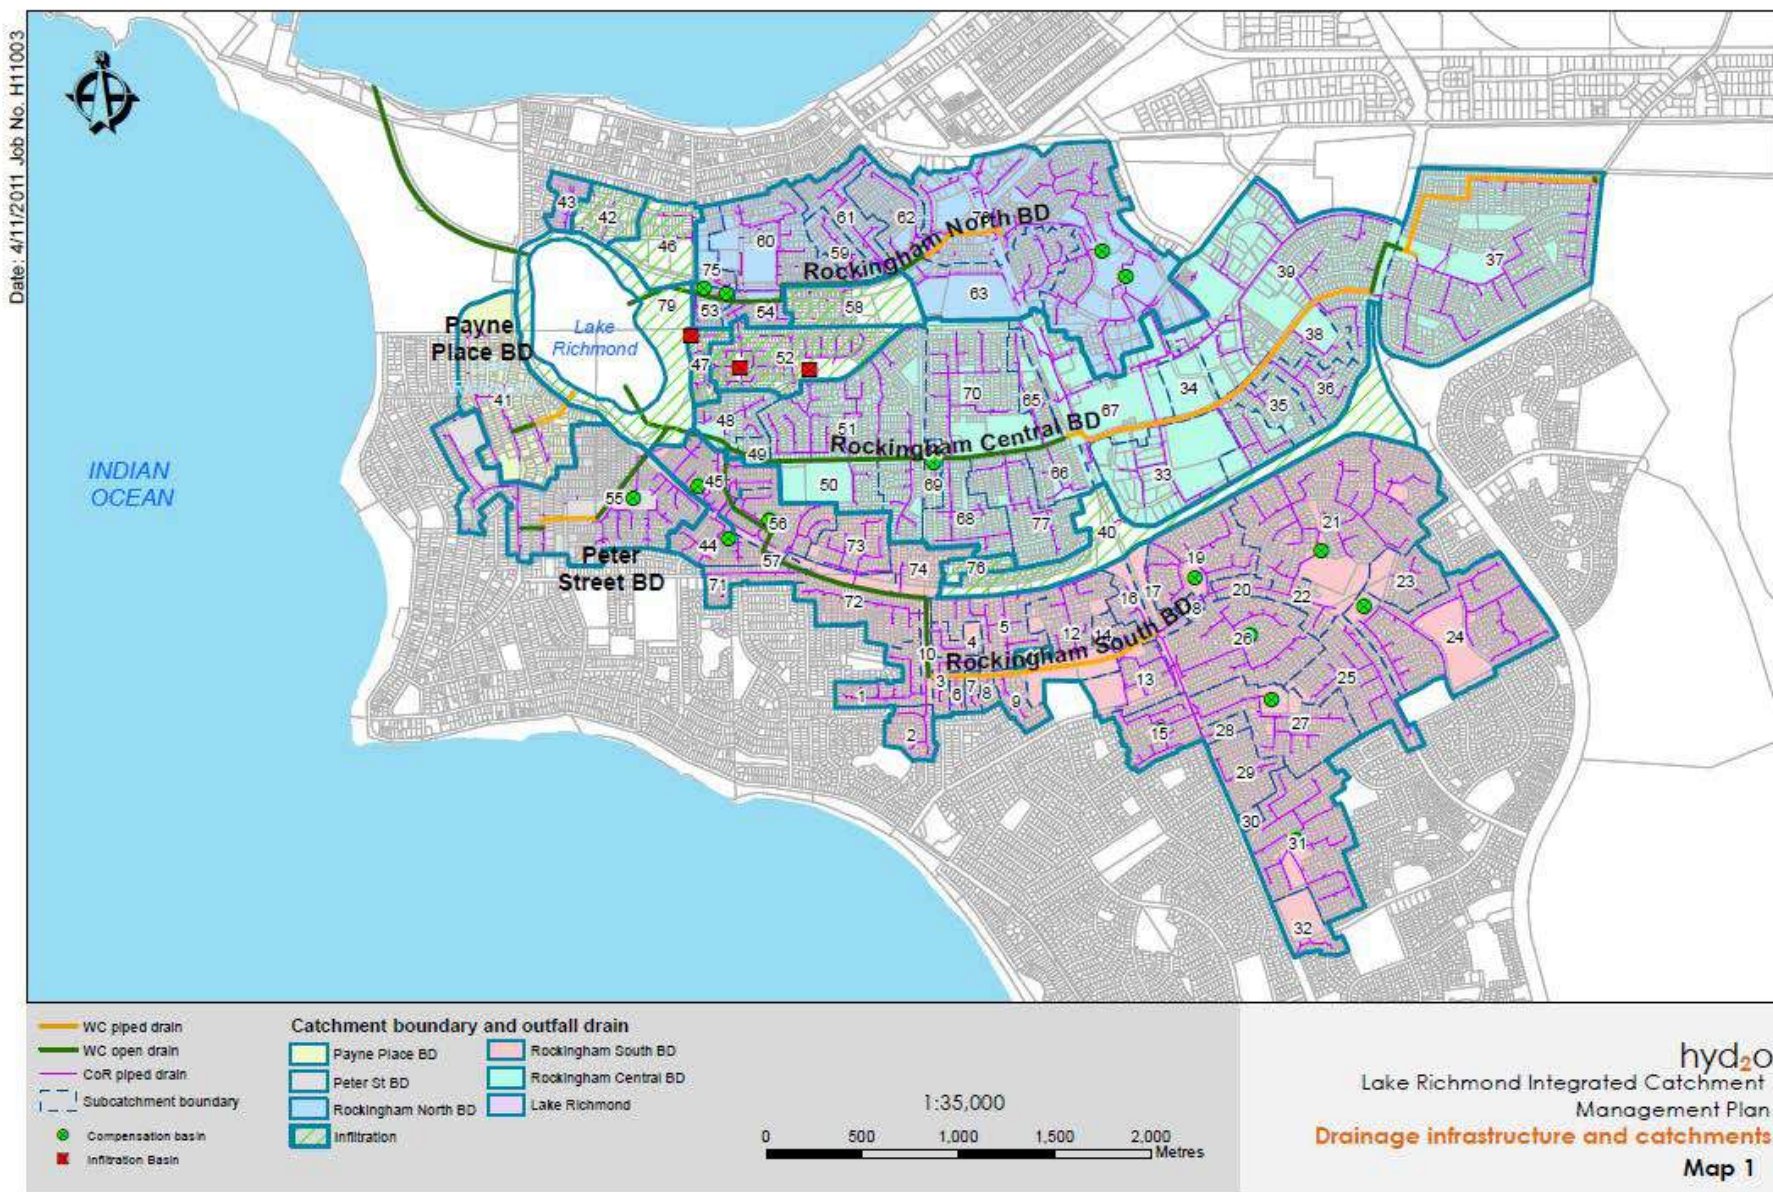 Date: 4/11/2011 Job No. H11003
43
42
46
61
62
60
59
Rockingham North BD
75
79
53
54
58
63
39
37
Payne
Place BD
Lake
Richmond
47
52
38
41
70
65
34
36
35
67
48
51
Rockingham Central BD
49
INDIAN
OCEAN
45
50
69
66
33
55
56
68
77
40
21
44
73
57
74
76
Peter
Street BD
71
72
19
17
16
20
22
23
5
12
14
4
26
24
10
Rockingham South BD
1
3
6
7
8
9
13
25
2
15
28
27
29
30
31
32
WC piped drain
WC open drain
CoR piped drain
Subcatchment boundary
Compensation basin
Infiltration Basin
Catchment boundary and outfall drain
Payne Place BD
Peter St BD
Rockingham North BD
Infiltration
Rockingham South BD
Rockingham Central BD
Lake Richmond
1:35,000
0 500 1,000 1,500 2,000
Metres
hyd2o
Lake Richmond Integrated Catchment
Management Plan
Drainage infrastructure and catchments
Map 1